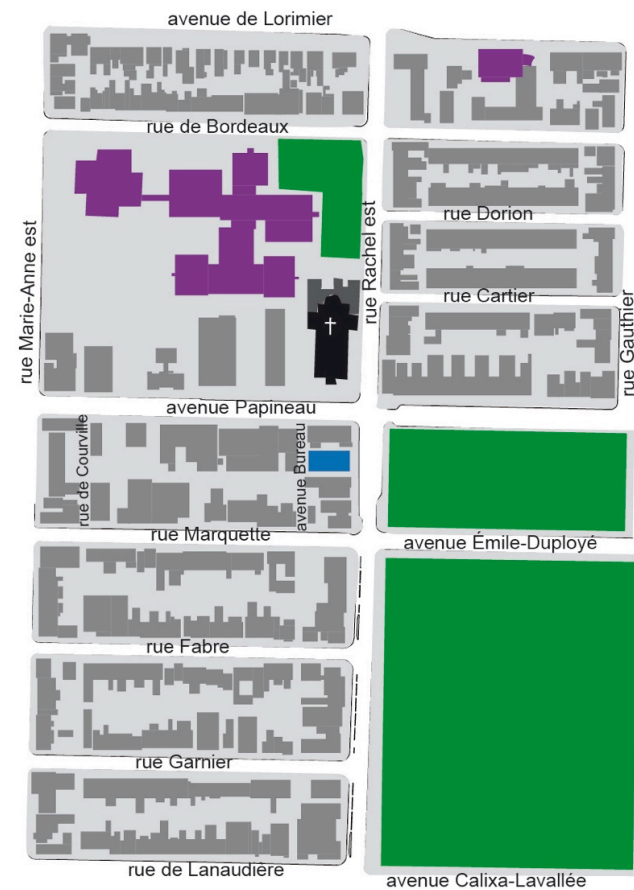 avenue de Lorimier
rue de Bordeaux
rue Marie-Anne est
rue Rachel est
rue Dorion
rue Cartier
rue Gauthier
avenue Papineau
rue de Courville
avenue Bureau
rue Marquette
avenue Émile-Duployé
rue Fabre
rue Garnier
rue de Lanaudière
avenue Calixa-Lavallée